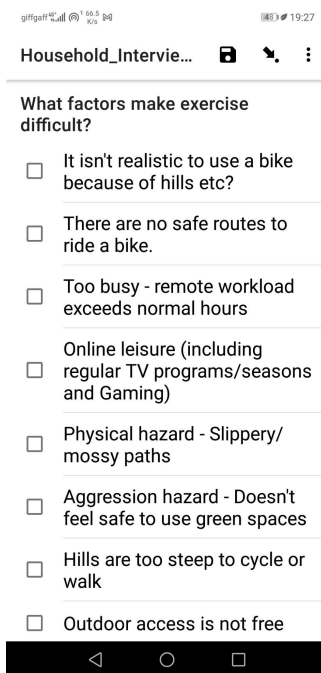 giffgaff 4G+ 1 66.5 K/s 48 19:27
Household_Intervie...
What factors make exercise
difficult?
It isn't realistic to use a bike
because of hills etc?
There are no safe routes to
ride a bike.
Too busy - remote workload
exceeds normal hours
Online leisure (including
regular TV programs/seasons
and Gaming)
Physical hazard - Slippery/
mossy paths
Aggression hazard - Doesn't
feel safe to use green spaces
Hills are too steep to cycle or
walk
Outdoor access is not free